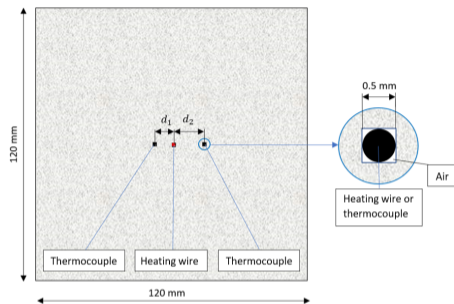 120 mm
d₁ d₂
Thermocouple
Heating wire
Thermocouple
120 mm
0.5 mm
Air
Heating wire or
thermocouple